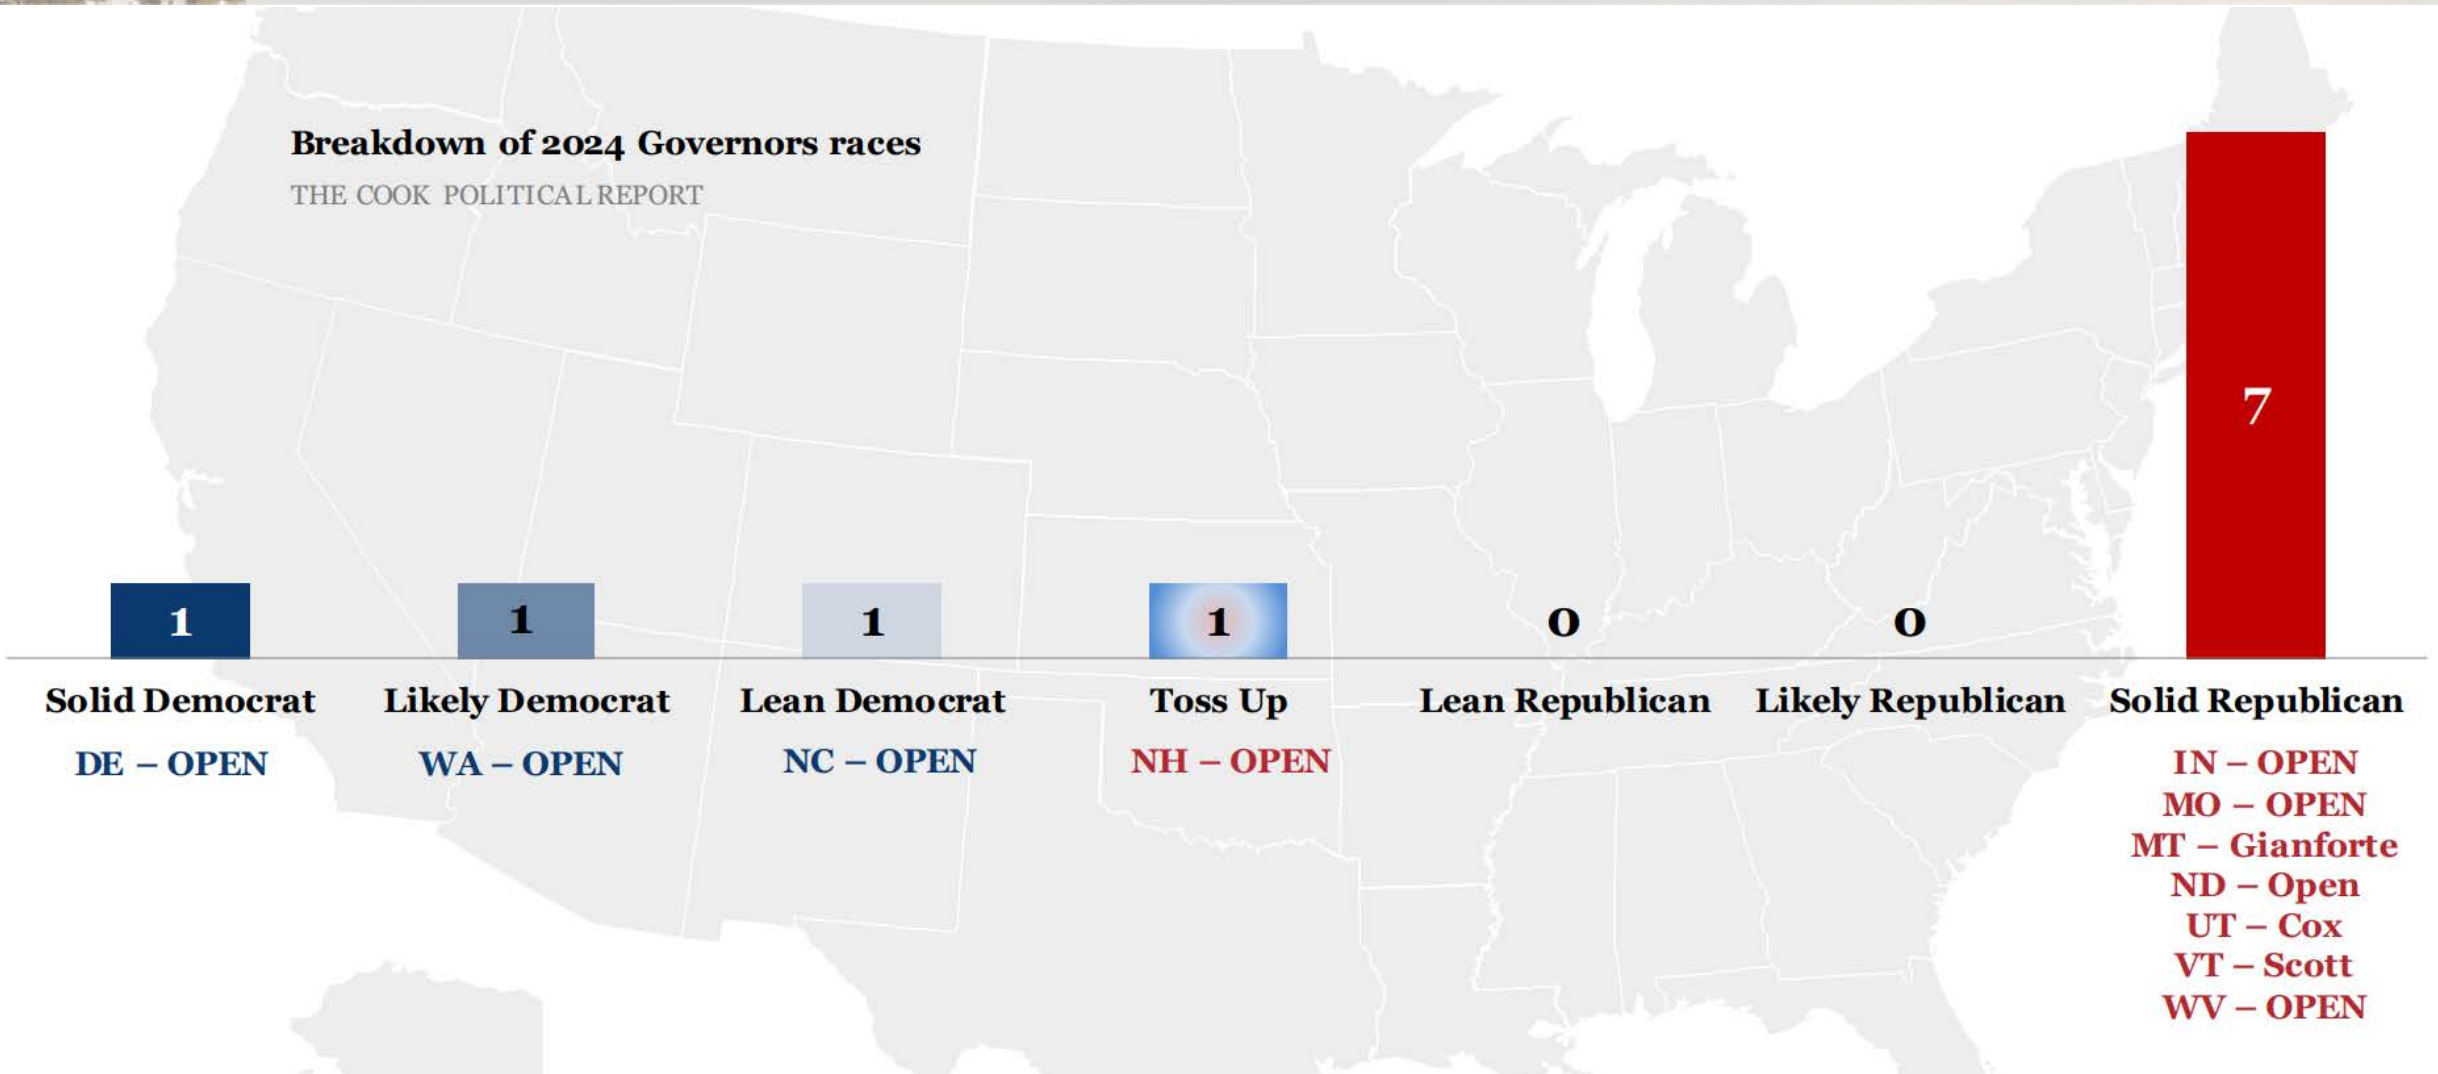 Breakdown of 2024 Governors races
THE COOK POLITICAL REPORT
1
1
1
1
0
0
7
Solid Democrat
Likely Democrat
Lean Democrat
Toss Up
Lean Republican
Likely Republican
Solid Republican
DE – OPEN
WA – OPEN
NC – OPEN
NH – OPEN
IN – OPEN
MO – OPEN
MT – Gianforte
ND – Open
UT – Cox
VT – Scott
WV – OPEN